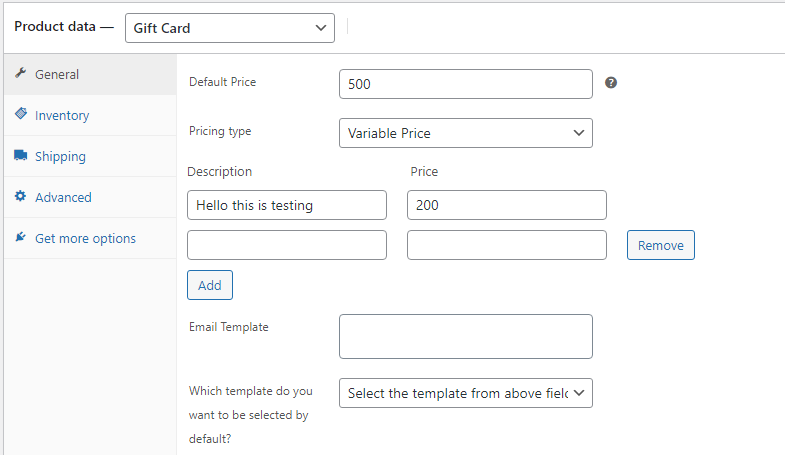 Product data — Gift Card
General
Inventory
Shipping
Advanced
Get more options
Default Price 500
Pricing type Variable Price
Description Price
Hello this is testing 200
Remove
Add
Email Template
Which template do you Select the template from above field
want to be selected by
default?